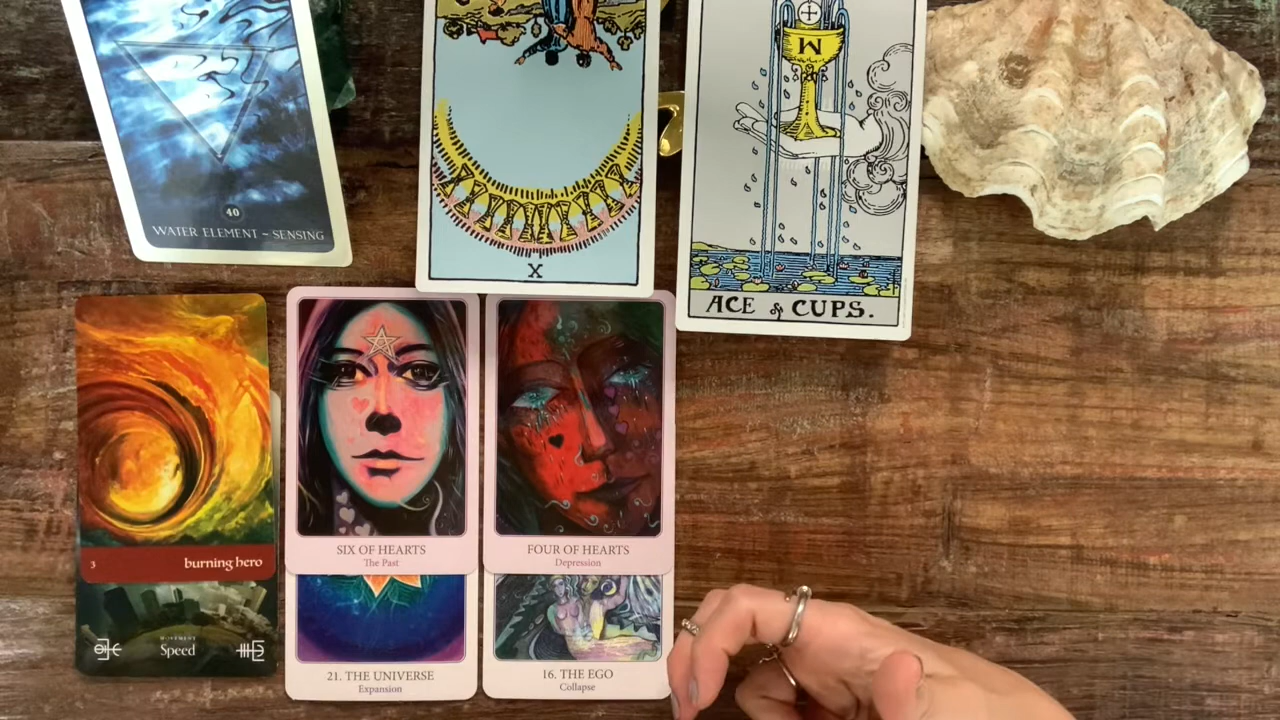 40
WATER ELEMENT ~ SENSING
X
ACE of CUPS.
3
burning hero
MOVEMENT
Speed
SIX OF HEARTS
The Past
FOUR OF HEARTS
Depression
21. THE UNIVERSE
Expansion
16. THE EGO
Collapse